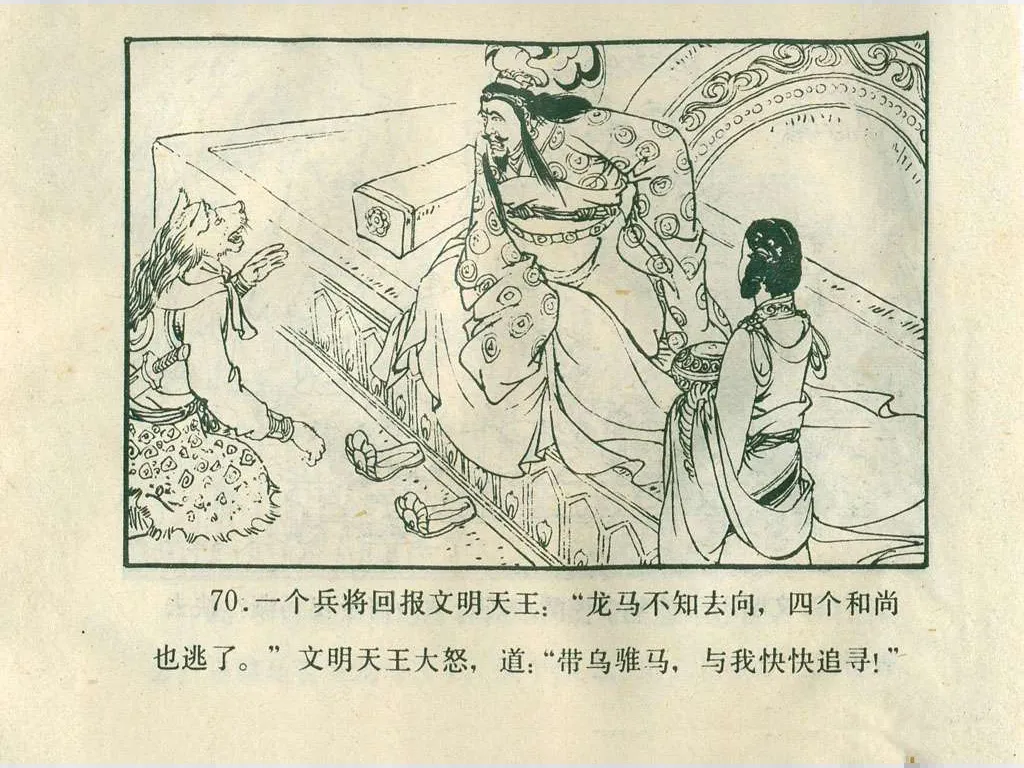 70.一个兵将回报文明天王：“龙马不知去向，四个和尚
也逃了。”文明天王大怒，道：“带乌骓马，与我快快追寻！”